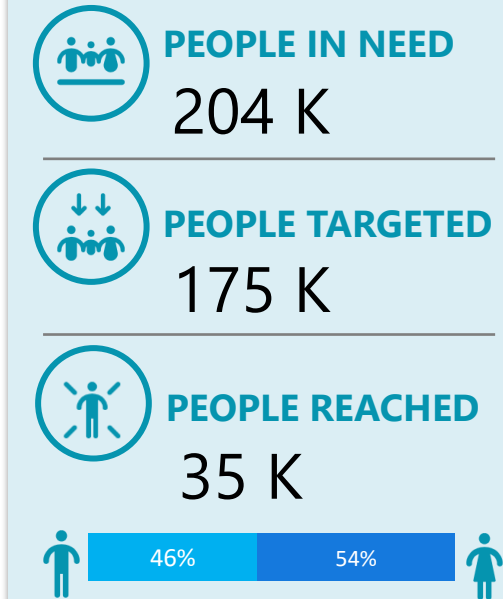 PEOPLE IN NEED
204 K
PEOPLE TARGETED
175 K
PEOPLE REACHED
35 K
46% 54%